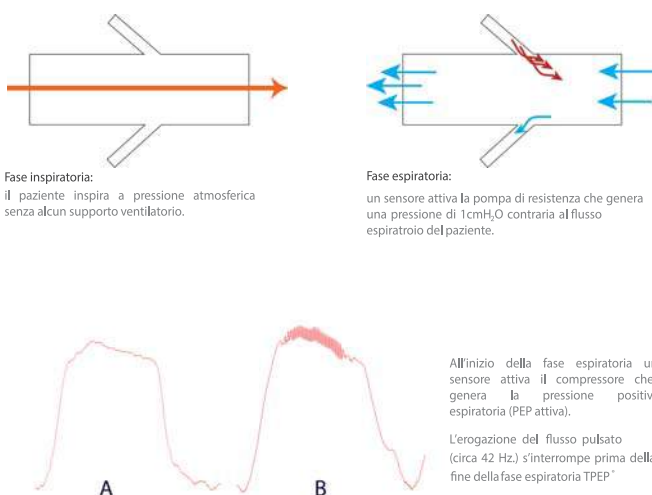 Fase inspiratoria:
il paziente inspira a pressione atmosferica
senza alcun supporto ventilatorio.
Fase espiratoria:
un sensore attiva la pompa di resistenza che genera
una pressione di 1cmH₂O contraria al flusso
espiratroio del paziente.
A
B
All'inizio della fase espiratoria un
sensore attiva il compressore che
genera la pressione positiv
espiratoria (PEP attiva).
L'erogazione del flusso pulsato
(circa 42 Hz.) s'interrompe prima della
fine della fase espiratoria TPEP